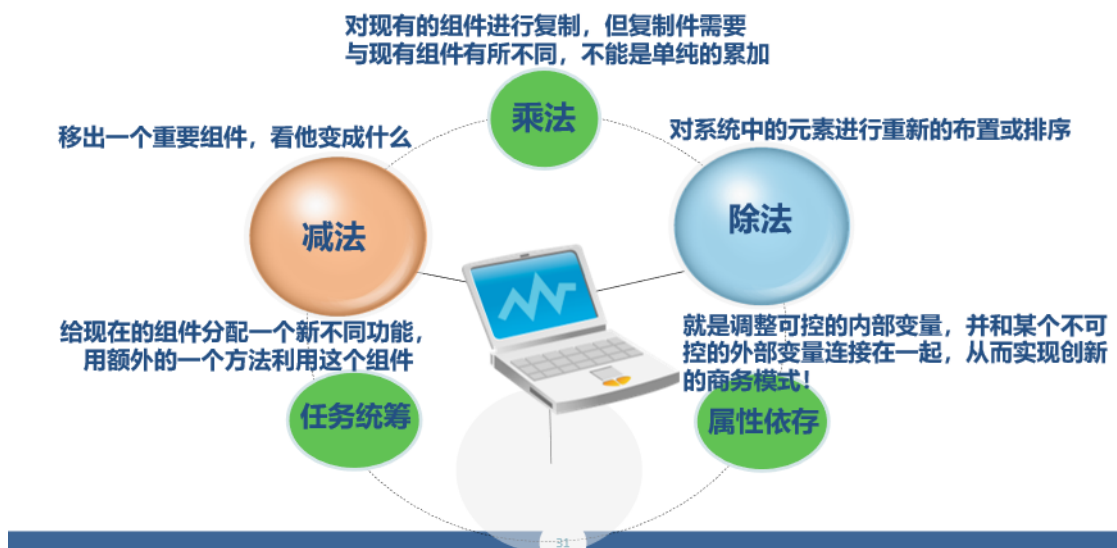 对现有的组件进行复制，但复制件需要
与现有组件有所不同，不能是单纯的累加
乘法
移出一个重要组件，看他变成什么
减法
对系统中的元素进行重新的布置或排序
除法
给现在的组件分配一个新不同功能，
用额外的一个方法利用这个组件
任务统筹
就是调整可控的内部变量，并和某个不可
控的外部变量连接在一起，从而实现创新
的商务模式！
属性依存
31